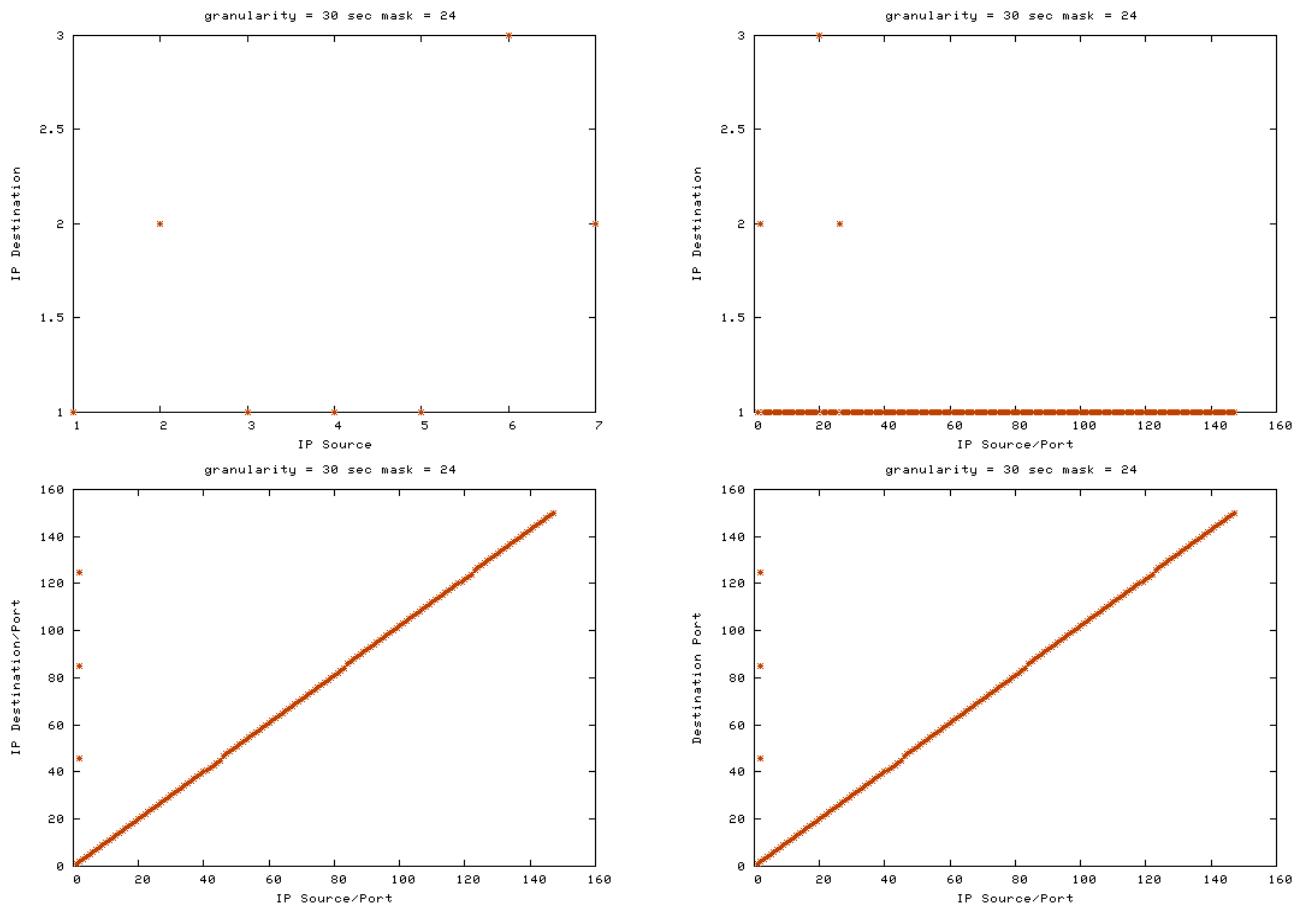 granularity = 30 sec mask = 24
3
2.5
2
1.5
1
IP Destination
1 2 3 4 5 6 7
IP Source
granularity = 30 sec mask = 24
3
2.5
2
1.5
1
IP Destination
0 20 40 60 80 100 120 140 160
IP Source/Port
granularity = 30 sec mask = 24
160
140
120
100
80
60
40
20
0
IP Destination/Port
0 20 40 60 80 100 120 140 160
IP Source/Port
granularity = 30 sec mask = 24
160
140
120
100
80
60
40
20
0
Destination Port
0 20 40 60 80 100 120 140 160
IP Source/Port